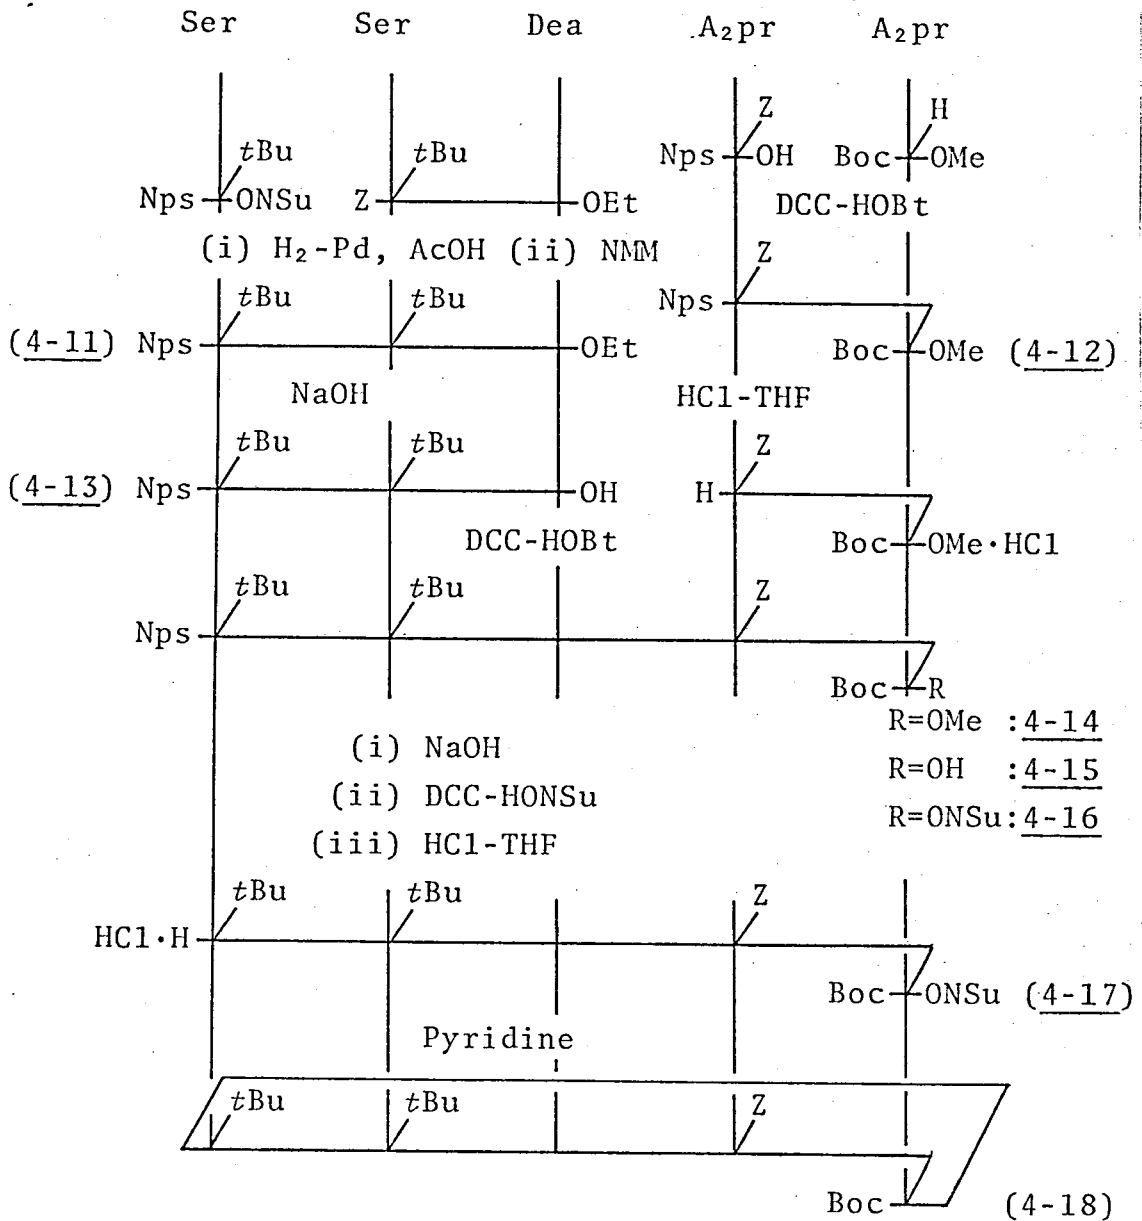 Ser Ser Dea A₂pr A₂pr
Z H
tBu tBu Nps OH Boc OMe
Nps ONSu Z OEt DCC-HOBt
(i) H₂-Pd, AcOH (ii) NMM Z
tBu tBu Nps
(4-11) Nps OEt Boc OMe (4-12)
NaOH HCl-THF
tBu tBu Z
(4-13) Nps OH H
DCC-HOBt Boc OMe·HCl
tBu tBu Z
Nps
Boc R
R=OMe :4-14
(i) NaOH
R=OH :4-15
(ii) DCC-HONSu
R=ONSu:4-16
(iii) HCl-THF
tBu tBu Z
HCl·H
Boc ONSu (4-17)
Pyridine
tBu tBu Z
Boc (4-18)